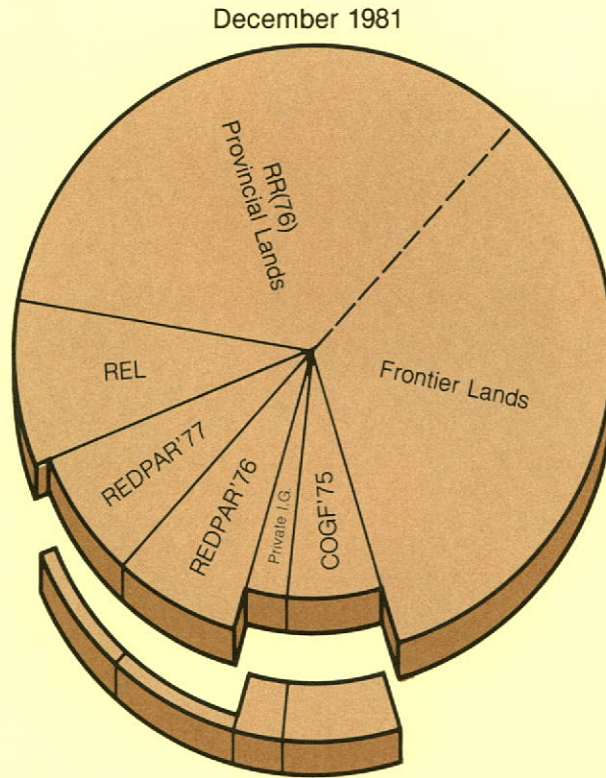 December 1981
RR(76)
Provincial Lands
Frontier Lands
REL
REDPAR'77
REDPAR'76
Private I.G.
COGF'75